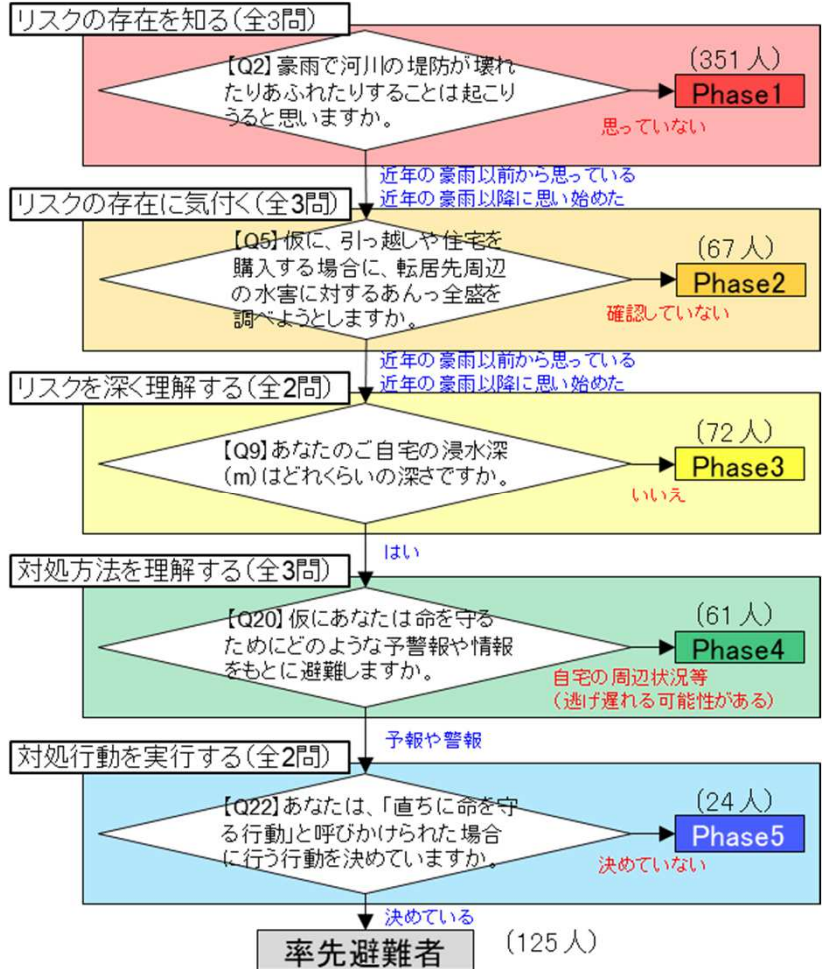 リスクの存在を知る(全3問)
【Q2】豪雨で河川の堤防が壊れ
たりあふれたりすることは起こり
うると思いますか。
(351人)
Phase1
思っていない
近年の豪雨以前から思っている
近年の豪雨以降に思い始めた
リスクの存在に気付く(全3問)
【Q5】仮に、引っ越しや住宅を
購入する場合に、転居先周辺
の水害に対するあんっ全盛を
調べようとしますか。
(67人)
Phase2
確認していない
近年の豪雨以前から思っている
近年の豪雨以降に思い始めた
リスクを深く理解する(全2問)
【Q9】あなたのご自宅の浸水深
(m)はどれくらいの深さですか。
(72人)
Phase3
いいえ
はい
対処方法を理解する(全3問)
【Q20】仮にあなたは命を守る
ためにどのような予警報や情報
をもとに避難しますか。
(61人)
Phase4
自宅の周辺状況等
(逃げ遅れる可能性がある)
予報や警報
対処行動を実行する(全2問)
【Q22】あなたは、「直ちに命を守
る行動」と呼びかけられた場合
に行う行動を決めていますか。
(24人)
Phase5
決めていない
決めている
率先避難者
(125人)